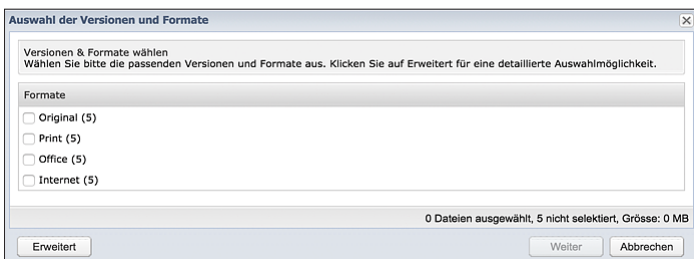 Auswahl der Versionen und Formate
Versionen & Formate wählen
Wählen Sie bitte die passenden Versionen und Formate aus. Klicken Sie auf Erweitert für eine detaillierte Auswahlmöglichkeit.
Formate
Original (5)
Print (5)
Office (5)
Internet (5)
0 Dateien ausgewählt, 5 nicht selektiert, Grösse: 0 MB
Erweitert
Weiter
Abbrechen